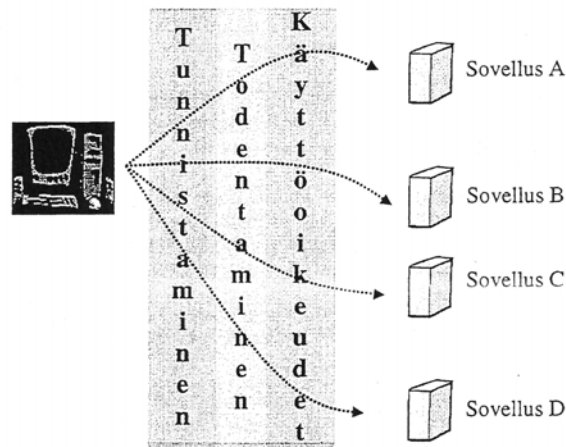 Tunnistaminen
Todentaminen
Käyttöoikeudet
Sovellus A
Sovellus B
Sovellus C
Sovellus D